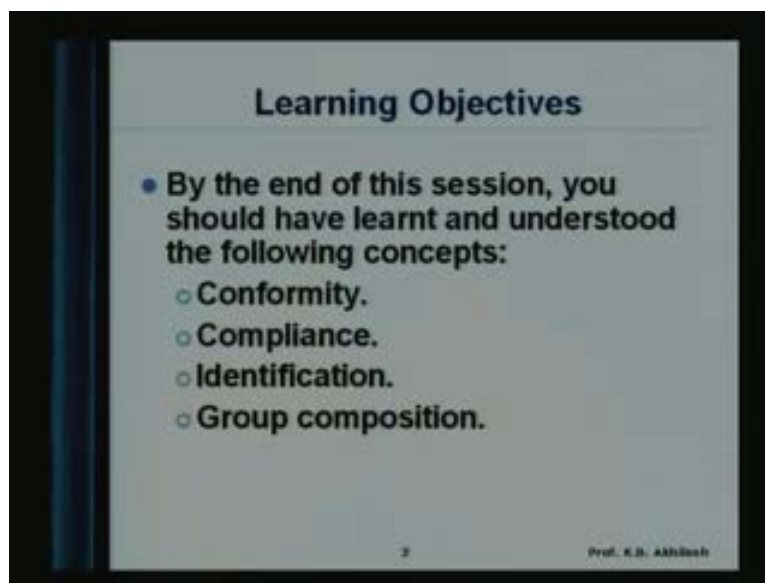 Learning Objectives
By the end of this session, you
should have learnt and understood
the following concepts:
Conformity.
Compliance.
Identification.
Group composition.
2 Prof. K.B. Akhilesh